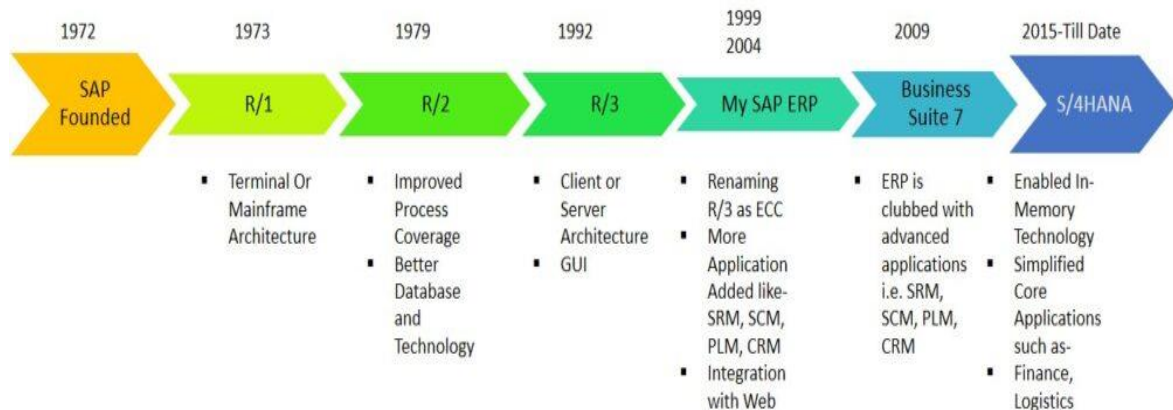 1972
1973
1979
1992
1999
2004
2009
2015-Till Date
SAP
Founded
R/1
R/2
R/3
My SAP ERP
Business
Suite 7
S/4HANA
▪ Terminal Or
Mainframe
Architecture
▪ Improved
Process
Coverage
▪ Better
Database
and
Technology
▪ Client or
Server
Architecture
▪ GUI
▪ Renaming
R/3 as ECC
▪ More
Application
Added like-
SRM, SCM,
PLM, CRM
▪ Integration
with Web
▪ ERP is
clubbed with
advanced
applications
i.e. SRM,
SCM, PLM,
CRM
▪ Enabled In-
Memory
Technology
▪ Simplified
Core
Applications
such as-
▪ Finance,
Logistics